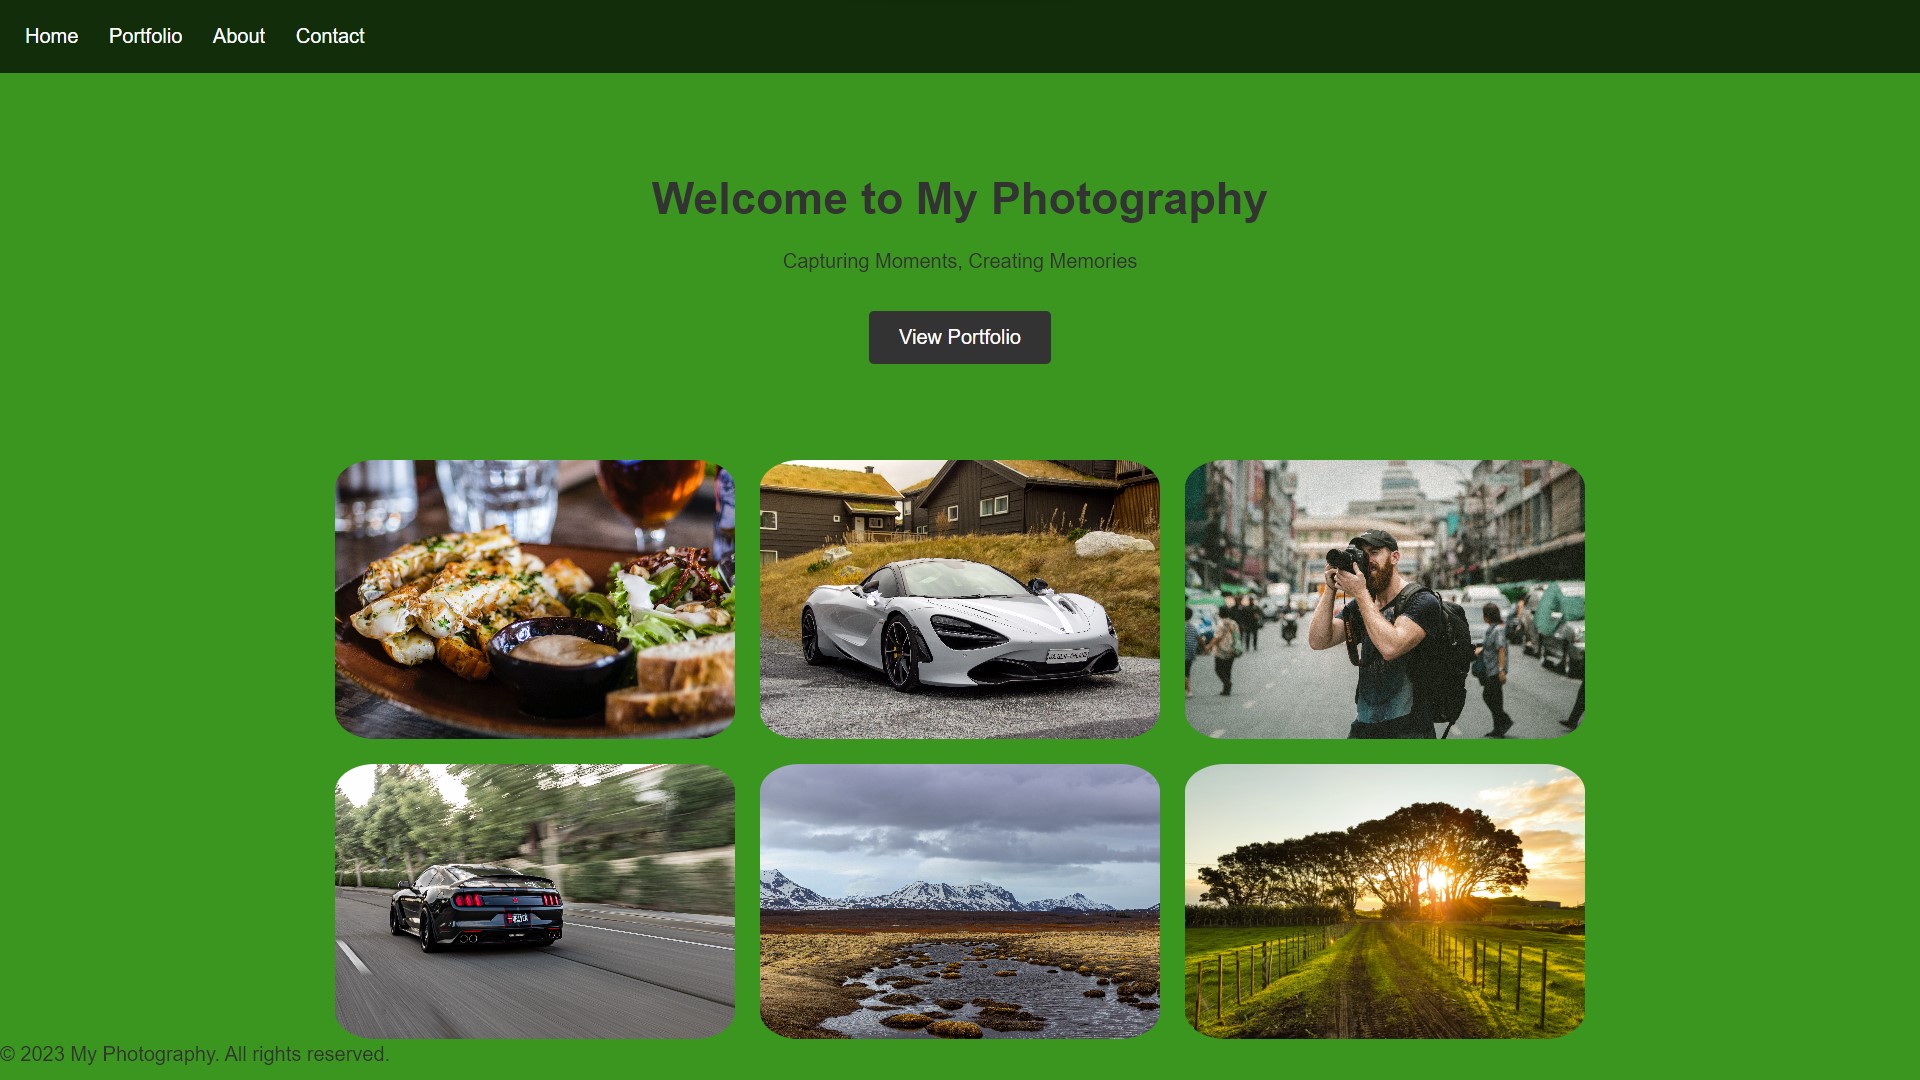 Home Portfolio About Contact
Welcome to My Photography
Capturing Moments, Creating Memories
View Portfolio
© 2023 My Photography. All rights reserved.